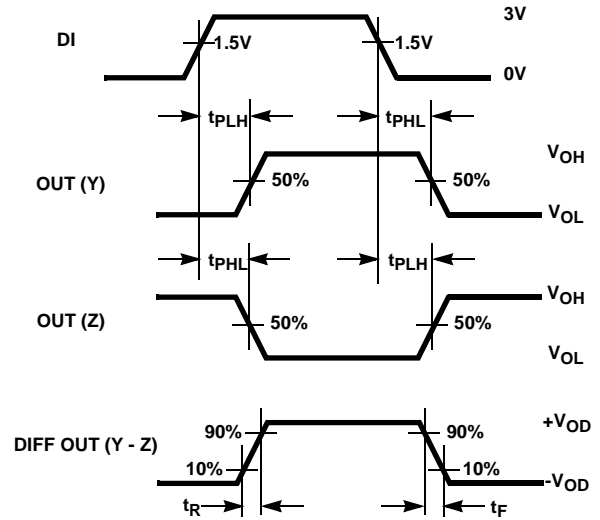 DI
1.5V
1.5V
3V
0V
tPLH
tPHL
OUT (Y)
50%
50%
VOH
VOL
tPHL
tPLH
OUT (Z)
50%
50%
VOH
VOL
DIFF OUT (Y - Z)
90%
90%
+VOD
10%
10%
-VOD
tR
tF